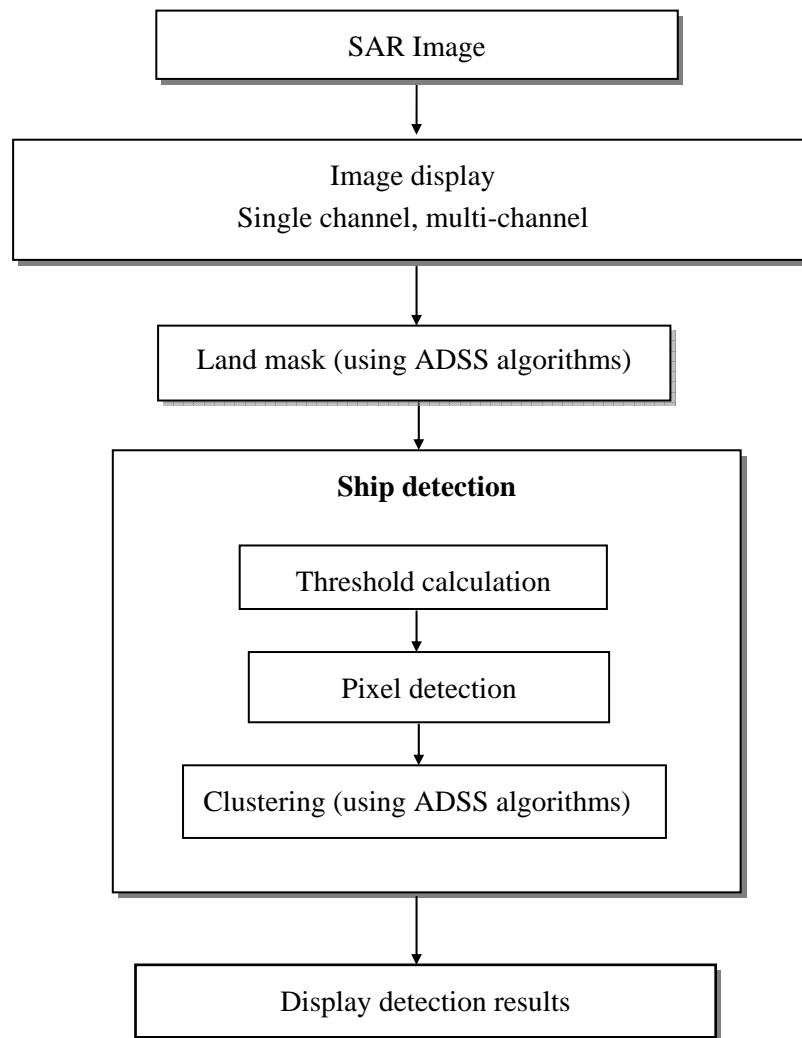 SAR Image
Image display
Single channel, multi-channel
Land mask (using ADSS algorithms)
Ship detection
Threshold calculation
Pixel detection
Clustering (using ADSS algorithms)
Display detection results